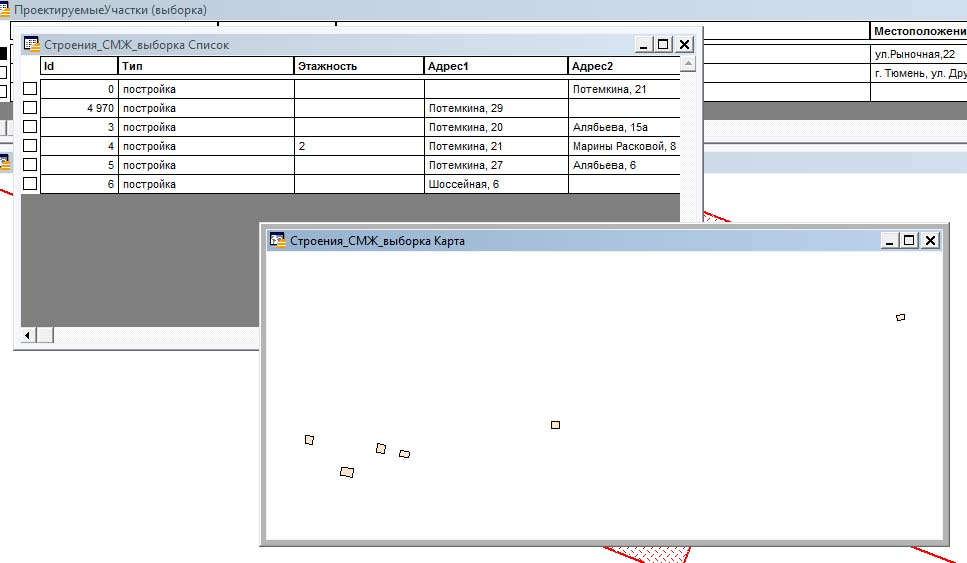 ПроектируемыеУчастки (выборка)
Местоположени
ул.Рыночная,22
г. Тюмень, ул. Дру
Строения_СМЖ_выборка Список
Id Тип Этажность Адрес1 Адрес2
0 постройка Потемкина, 21
4 970 постройка Потемкина, 29
3 постройка Потемкина, 20 Алябьева, 15а
4 постройка 2 Потемкина, 21 Марины Расковой, 8
5 постройка Потемкина, 27 Алябьева, 6
6 постройка Шоссейная, 6
Строения_СМЖ_выборка Карта